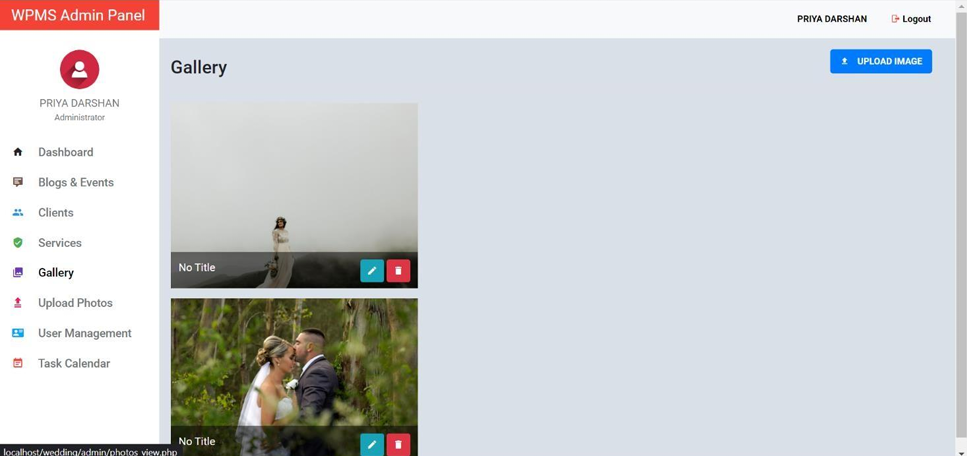 WPMS Admin Panel
PRIYA DARSHAN
Logout
PRIYA DARSHAN
Administrator
Dashboard
Blogs & Events
Clients
Services
Gallery
Upload Photos
User Management
Task Calendar
Gallery
UPLOAD IMAGE
No Title
No Title
localhost/wedding/admin/photos_view.php